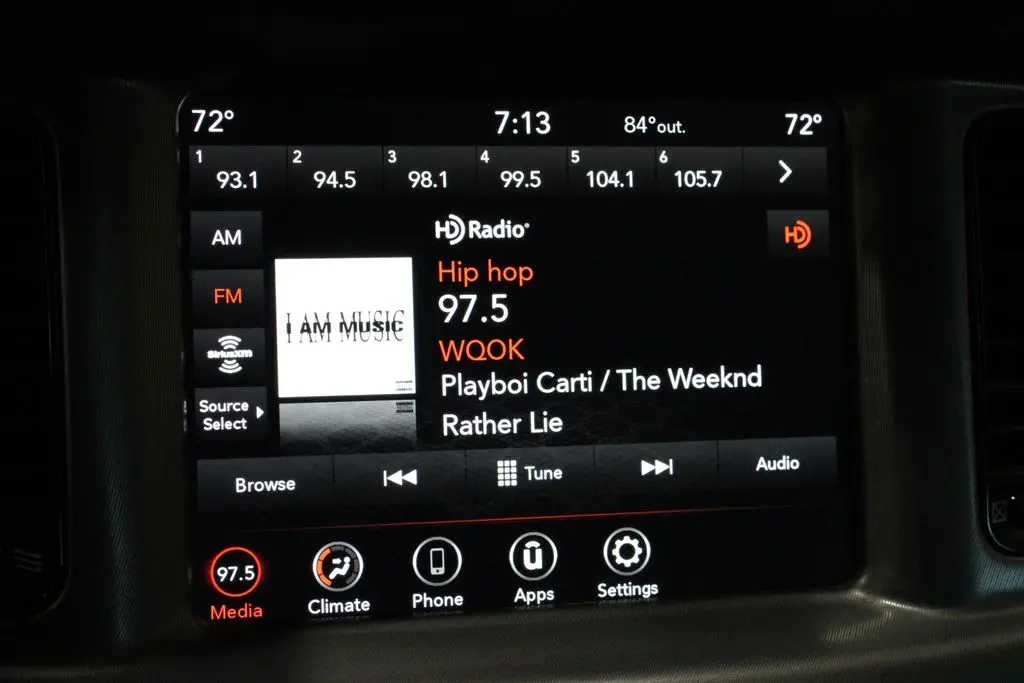 72° 7:13 84° out. 72°
1 2 3 4 5 6
93.1 94.5 98.1 99.5 104.1 105.7
AM
HD Radio
HD
Hip hop
FM
97.5
I AM MUSIC
WQOK
SiriusXM
Playboi Carti / The Weeknd
Source
Select
Rather Lie
Browse
Tune
Audio
97.5
Media
Climate
Phone
Apps
Settings